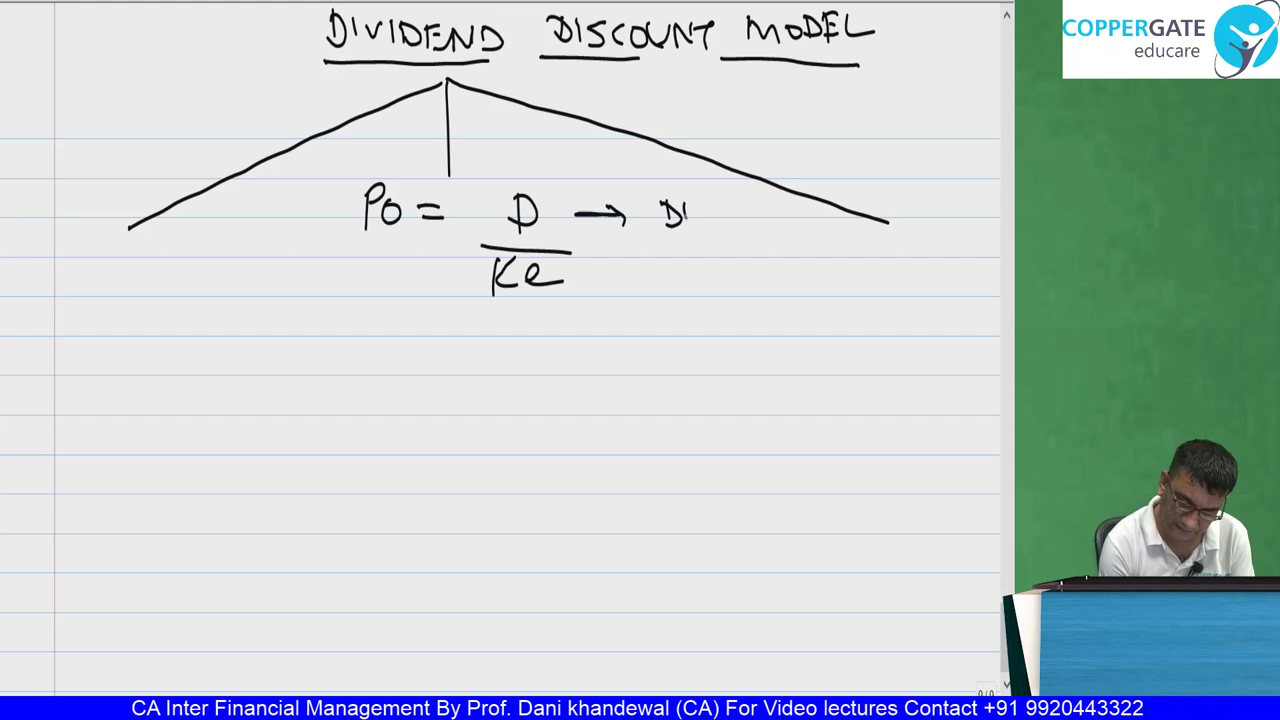 DIVIDEND DISCOUNT MODEL
COPPERGATE
educare
P0 = D → Di
Ke
CA Inter Financial Management By Prof. Dani khandewal (CA) For Video lectures Contact +91 9920443322